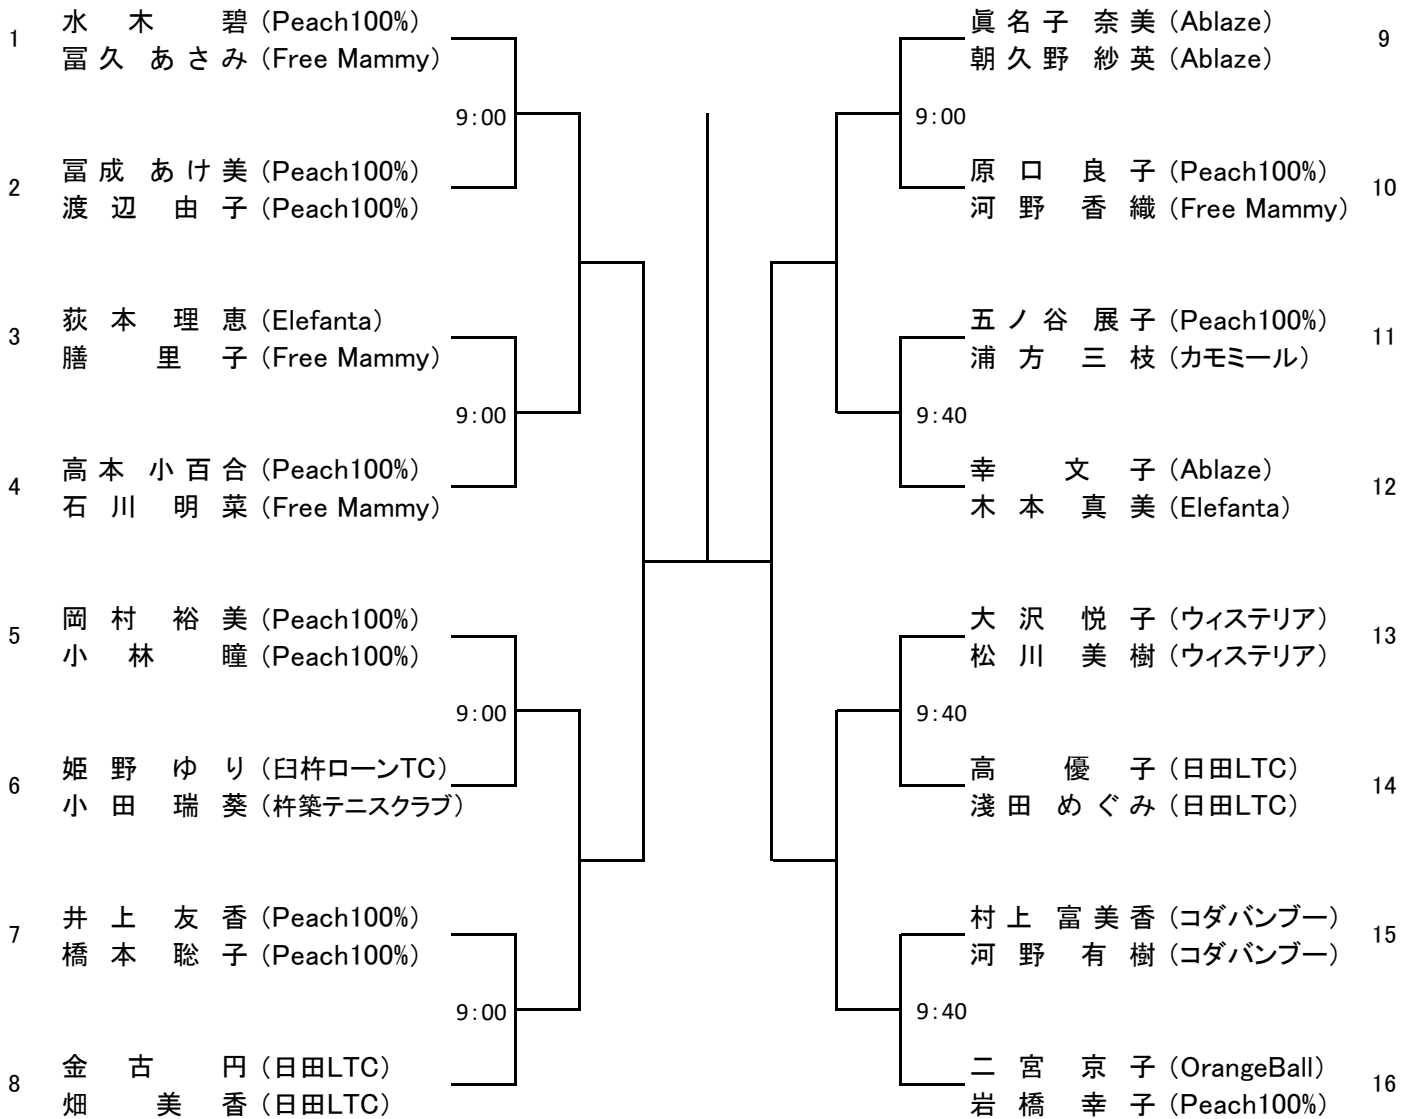 1
水木碧（Peach100%）
冨久あさみ（Free Mammy）
9：00
2
冨成あけ美（Peach100%）
渡辺由子（Peach100%）
3
荻本理恵（Elefanta）
膳里子（Free Mammy）
9：00
4
高本小百合（Peach100%）
石川明菜（Free Mammy）
5
岡村裕美（Peach100%）
小林瞳（Peach100%）
9：00
6
姫野ゆり（臼杵ローンTC）
小田瑞葵（杵築テニスクラブ）
7
井上友香（Peach100%）
橋本聡子（Peach100%）
9：00
8
金古円（日田LTC）
畑美香（日田LTC）
眞名子奈美（Ablaze）
9
朝久野紗英（Ablaze）
9：00
原口良子（Peach100%）
10
河野香織（Free Mammy）
五ノ谷展子（Peach100%）
11
浦方三枝（カモミール）
9：40
幸文子（Ablaze）
12
木本真美（Elefanta）
大沢悦子（ウィステリア）
13
松川美樹（ウィステリア）
9：40
高優子（日田LTC）
14
淺田めぐみ（日田LTC）
村上富美香（コダバンブー）
15
河野有樹（コダバンブー）
9：40
二宮京子（OrangeBall）
16
岩橋幸子（Peach100%）